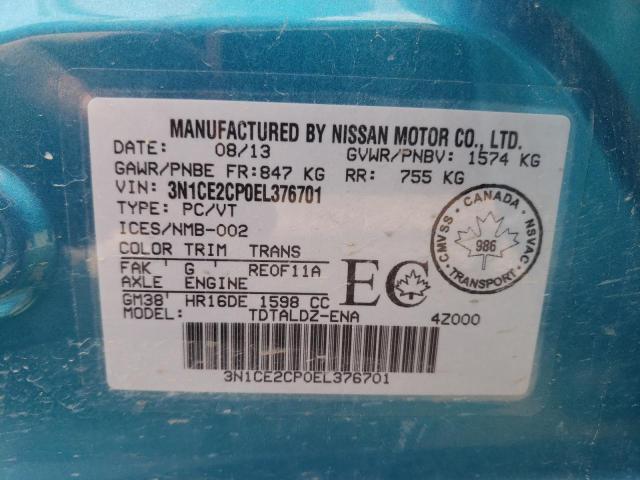 MANUFACTURED BY NISSAN MOTOR CO., LTD.
DATE: 08/13 GVWR/PNBV: 1574 KG
GAWR/PNBE FR:847 KG RR: 755 KG
VIN: 3N1CE2CP0EL376701
TYPE: PC/VT
ICES/NMB-002
COLOR TRIM TRANS
FAK ' G ' RE0F11A
AXLE ENGINE
GM38' HR16DE 1598 CC
MODEL: TDTALDZ-ENA 4Z000
EC
CANADA
CMVSS NSVAC
986
TRANSPORT
3N1CE2CP0EL376701